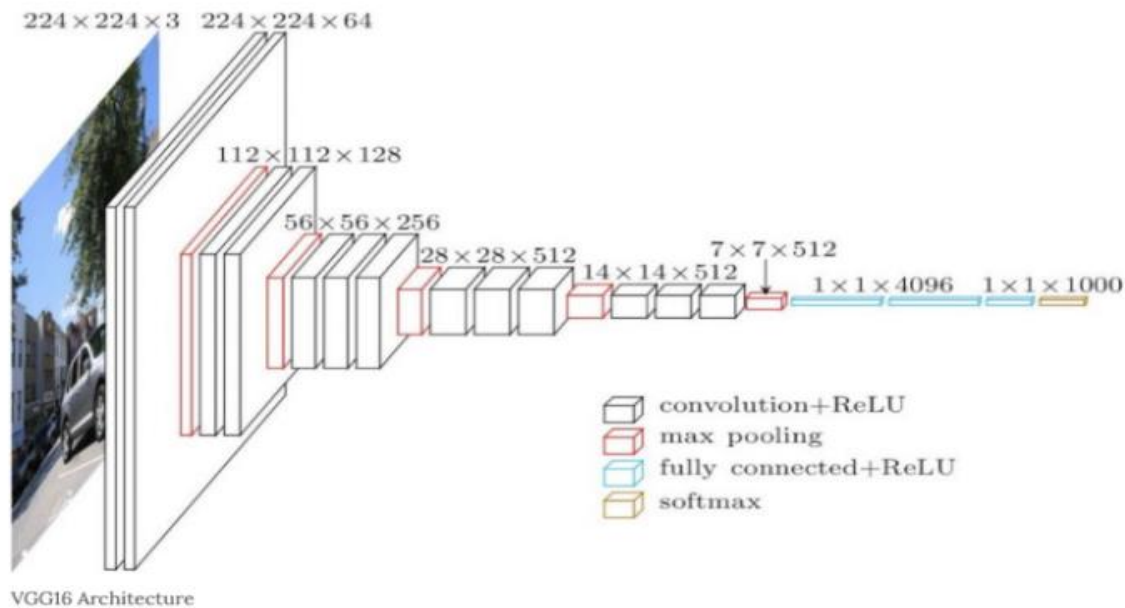 224 × 224 × 3
224 × 224 × 64
112 × 112 × 128
56 × 56 × 256
28 × 28 × 512
14 × 14 × 512
7 × 7 × 512
1 × 1 × 4096
1 × 1 × 1000
convolution+ReLU
max pooling
fully connected+ReLU
softmax
VGG16 Architecture